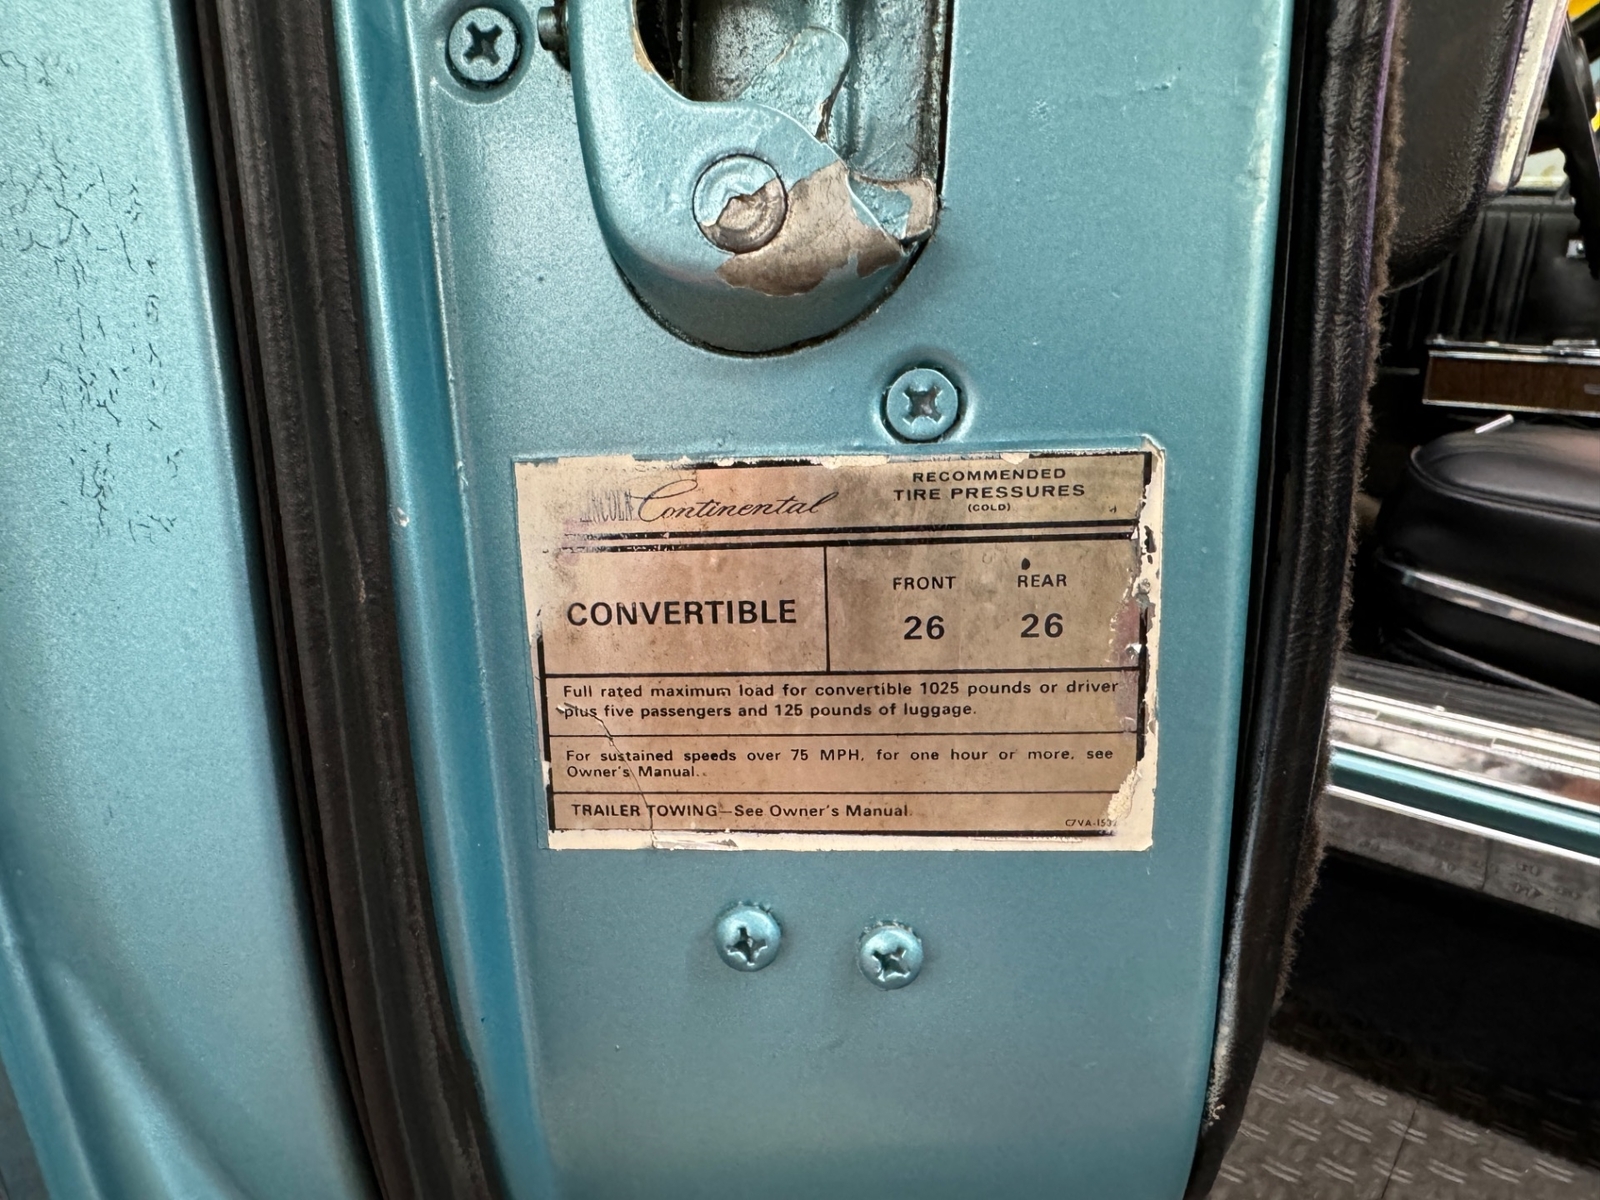 LINCOLN Continental
RECOMMENDED
TIRE PRESSURES
(COLD)
CONVERTIBLE
FRONT REAR
26 26
Full rated maximum load for convertible 1025 pounds or driver
plus five passengers and 125 pounds of luggage.
For sustained speeds over 75 MPH, for one hour or more, see
Owner's Manual.
TRAILER TOWING—See Owner's Manual.